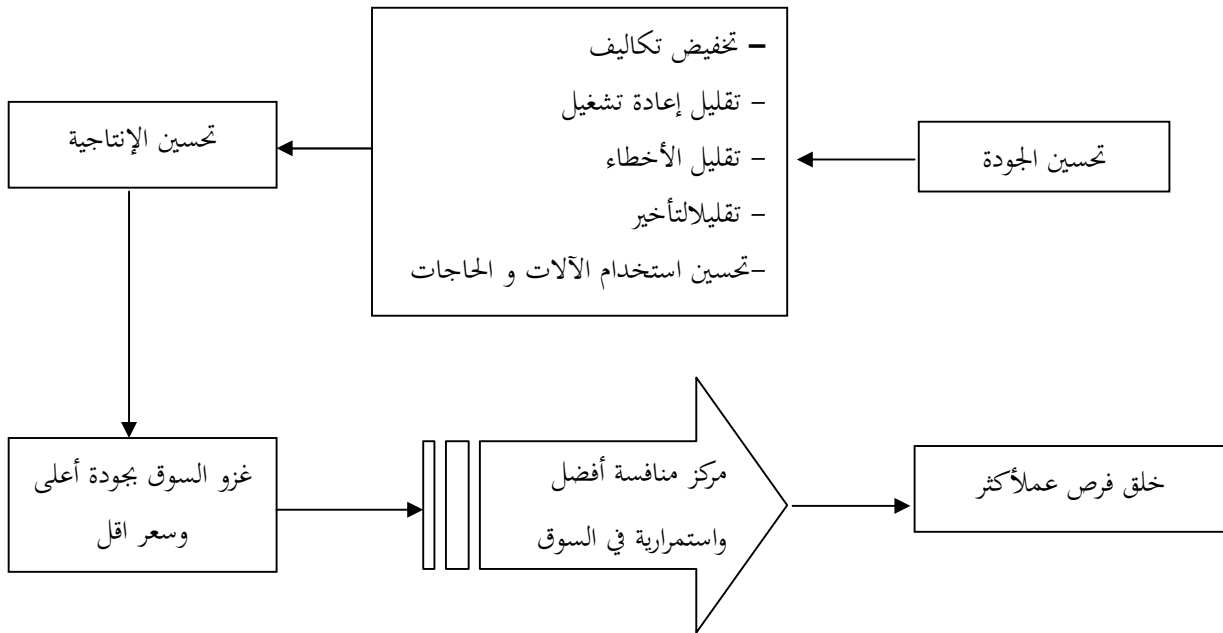 تحسين الجودة
– تخفيض تكاليف
– تقليل إعادة تشغيل
– تقليل الأخطاء
– تقليلالتأخير
–تحسين استخدام الآلات و الحاجات
تحسين الإنتاجية
غزو السوق بجودة أعلى
وسعر اقل
مركز منافسة أفضل
واستمرارية في السوق
خلق فرص عملأكثر